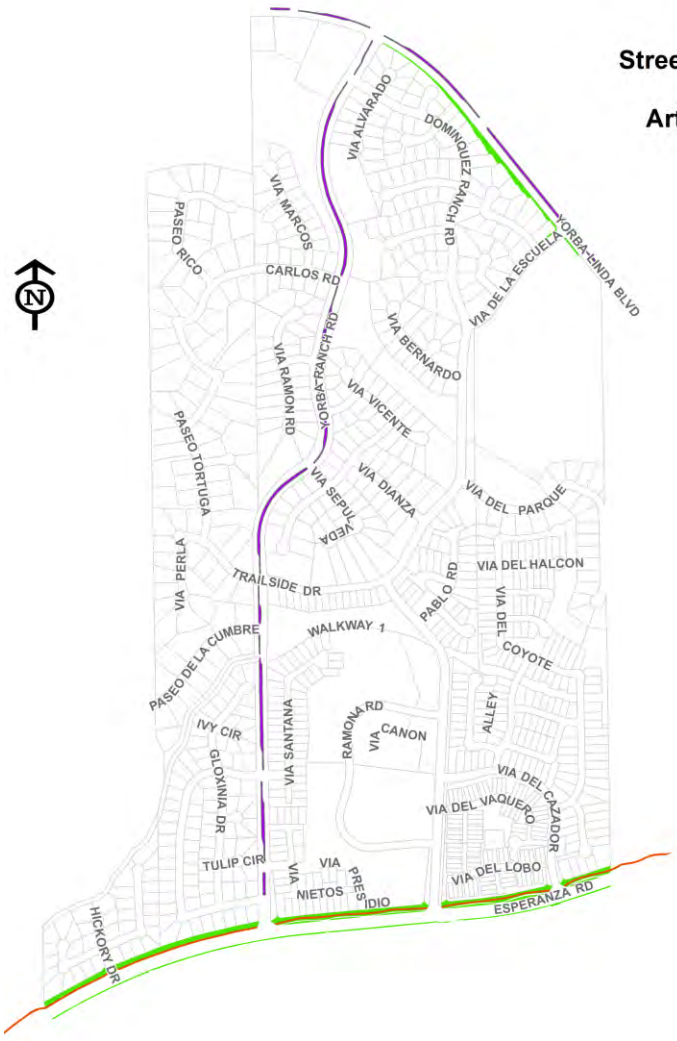 Stree
Art
VIA ALVARADO
DOMINQUEZ RANCH RD
VIA MARCOS
PASEO
RICO
CARLOS RD
YORBA LINDA BLVD
VIA DE LA ESCUELA
N
YORBA RANCH RD
VIA RAMON RD
VIA BERNARDO
VIA VICENTE
PASEO TORTUGA
VIA SEPUL
VEDA
VIA DIANZA
VIA DEL PARQUE
VIA PERLA
TRAILSIDE DR
PABLO RD
VIA DEL HALCON
VIA DEL
COYOTE
PASEO DE LA CUMBRE
WALKWAY 1
ALLEY
IVY CIR
VIA SANTANA
RAMONA RD
VIA
CANON
GLOXINIA DR
VIA DEL CAZADOR
VIA DEL VAQUERO
TULIP CIR
VIA
VIA
NIETOS
PRES
IDIO
VIA DEL LOBO
ESPERANZA RD
HICKORY DR